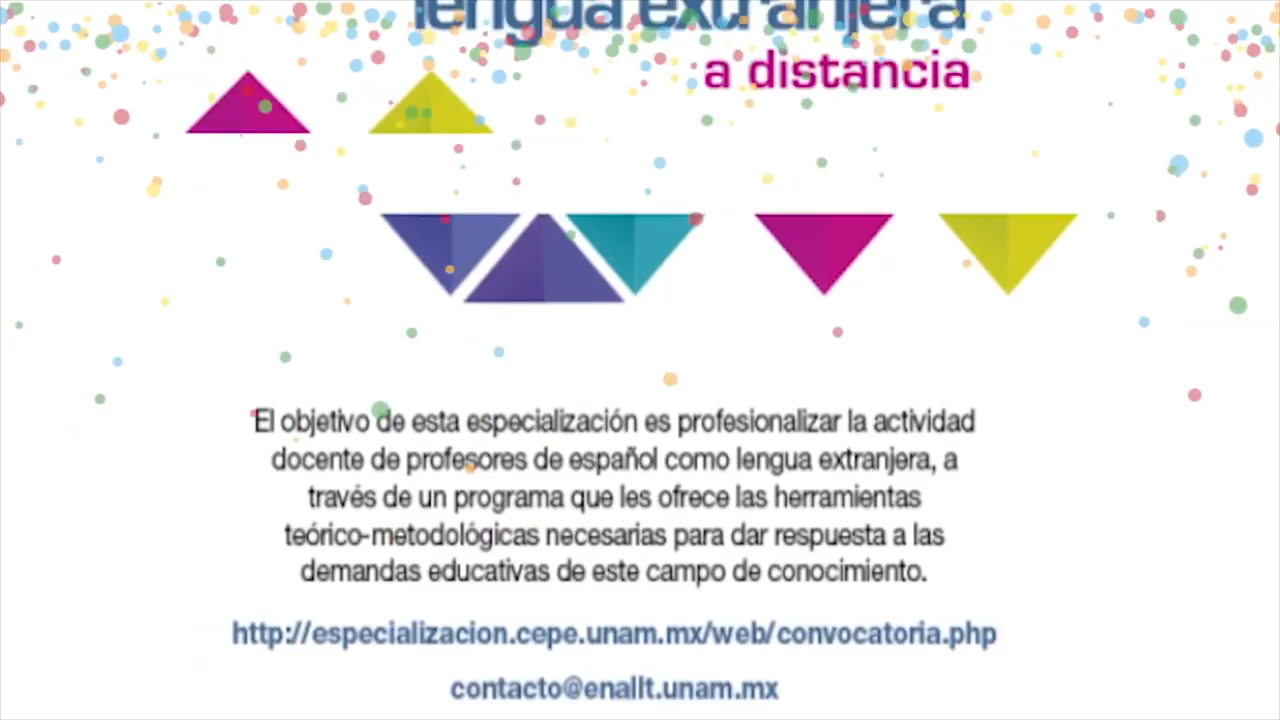 lengua extranjera
a distancia
El objetivo de esta especialización es profesionalizar la actividad
docente de profesores de español como lengua extranjera, a
través de un programa que les ofrece las herramientas
teórico-metodológicas necesarias para dar respuesta a las
demandas educativas de este campo de conocimiento.
http://especializacion.cepe.unam.mx/web/convocatoria.php
contacto@enallt.unam.mx